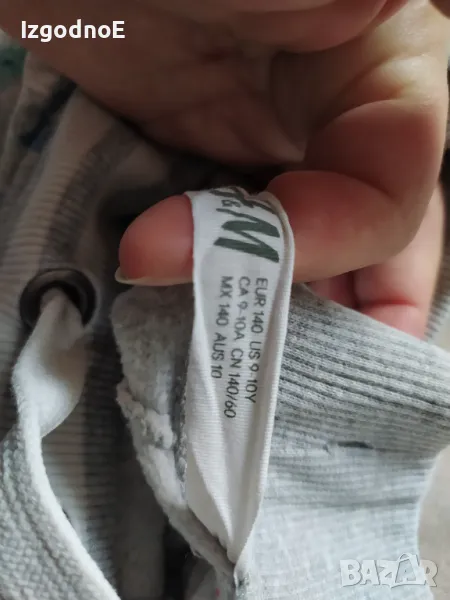 IzgodnoE
H&M
EUR 140 US 9-10Y
CA 9-10A CN 140/60
MX 140 AUS 10
bazar